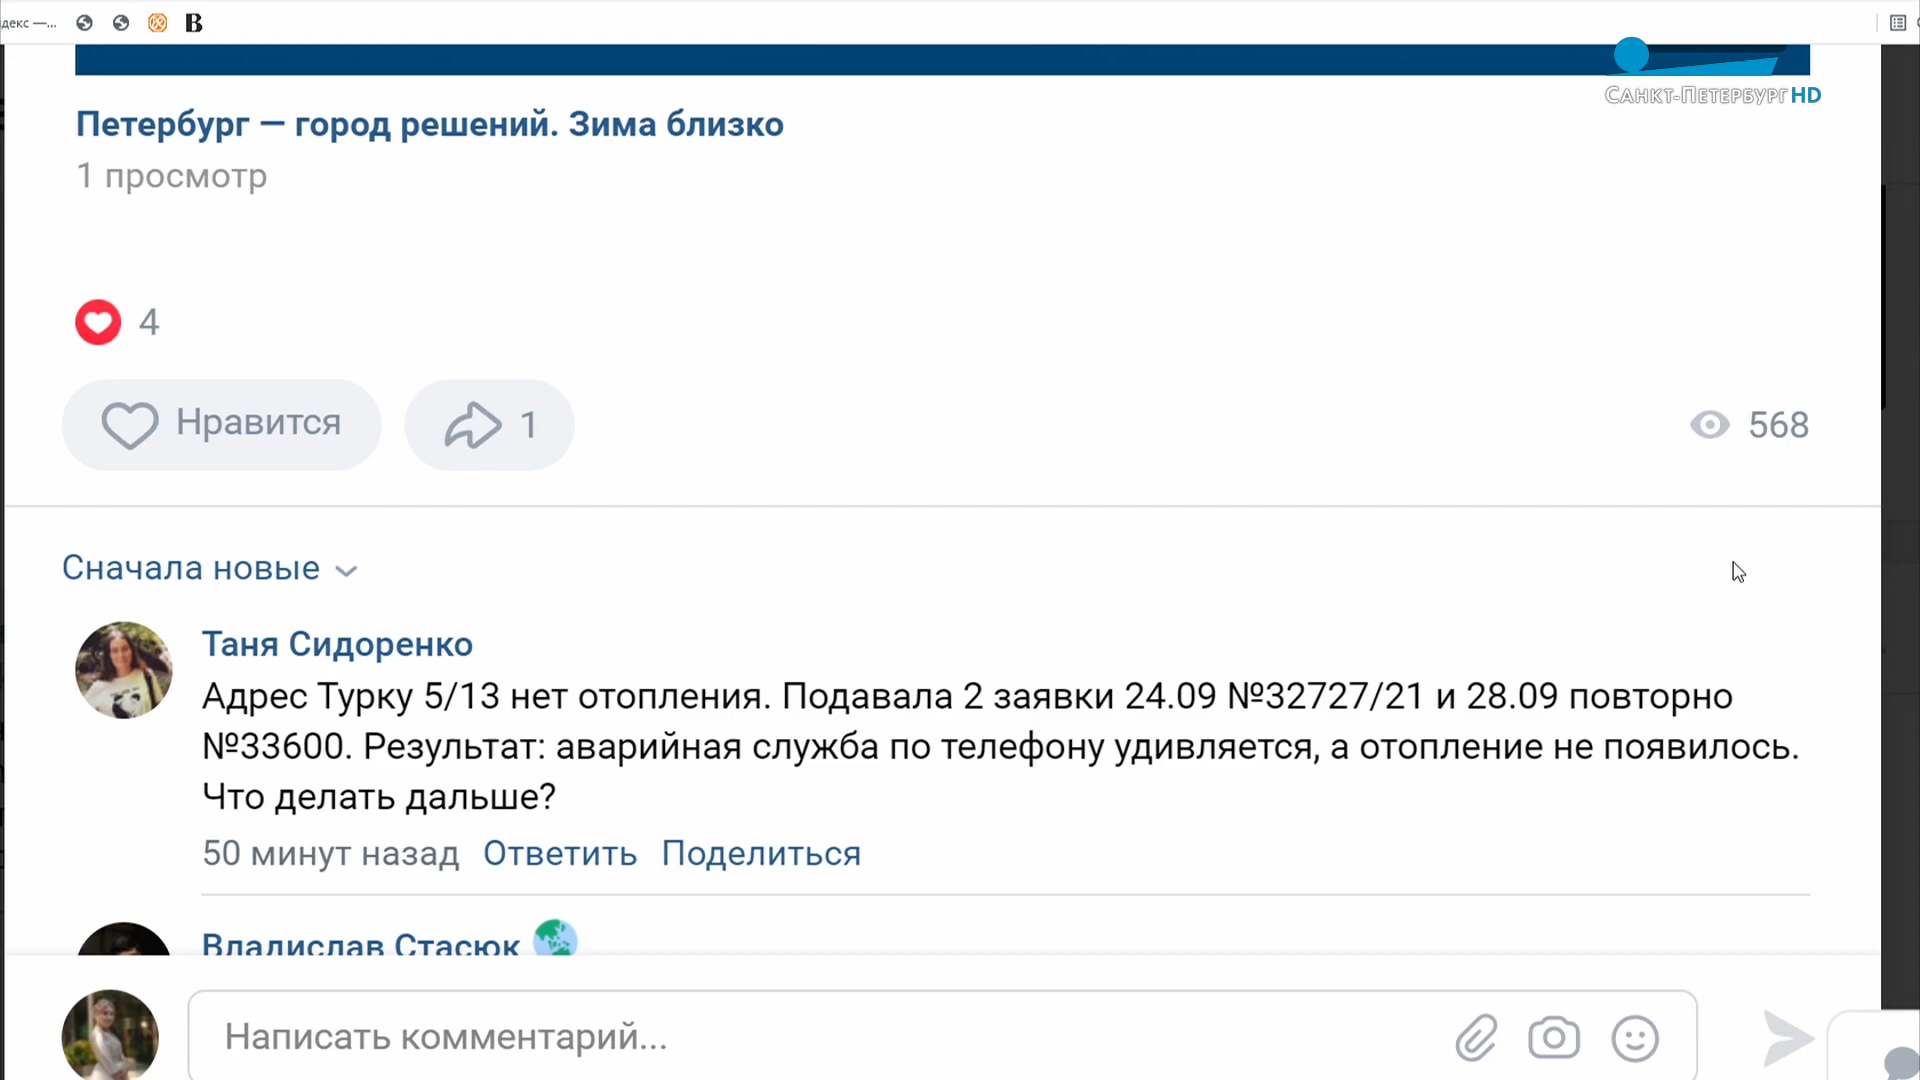 декс —...
B
САНКТ-ПЕТЕРБУРГ HD
Петербург — город решений. Зима близко
1 просмотр
4
Нравится
1
568
Сначала новые
Таня Сидоренко
Адрес Турку 5/13 нет отопления. Подавала 2 заявки 24.09 №32727/21 и 28.09 повторно
№33600. Результат: аварийная служба по телефону удивляется, а отопление не появилось.
Что делать дальше?
50 минут назад Ответить Поделиться
Владислав Стасюк
Написать комментарий...